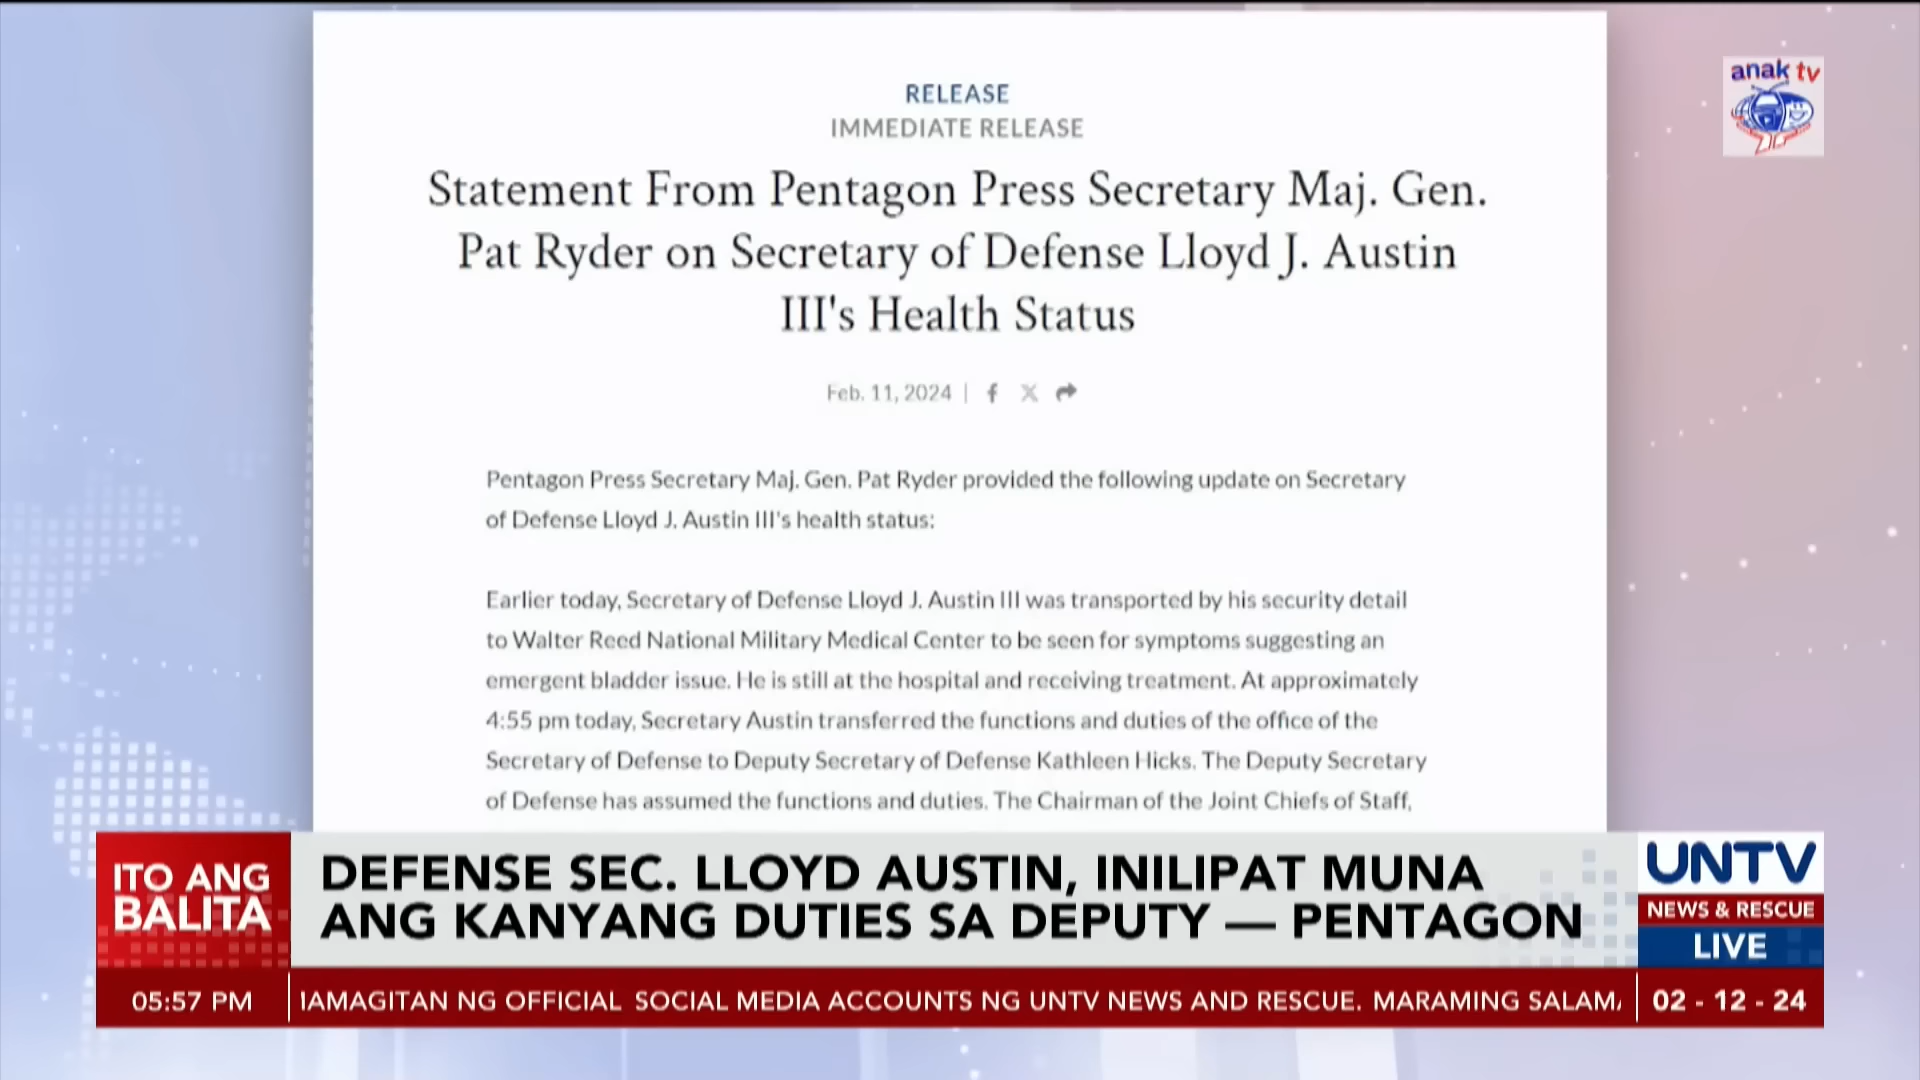 anak tv
RELEASE
IMMEDIATE RELEASE
Statement From Pentagon Press Secretary Maj. Gen.
Pat Ryder on Secretary of Defense Lloyd J. Austin
III's Health Status
Feb. 11, 2024 |
Pentagon Press Secretary Maj. Gen. Pat Ryder provided the following update on Secretary
of Defense Lloyd J. Austin III's health status:
Earlier today, Secretary of Defense Lloyd J. Austin III was transported by his security detail
to Walter Reed National Military Medical Center to be seen for symptoms suggesting an
emergent bladder issue. He is still at the hospital and receiving treatment. At approximately
4:55 pm today, Secretary Austin transferred the functions and duties of the office of the
Secretary of Defense to Deputy Secretary of Defense Kathleen Hicks. The Deputy Secretary
of Defense has assumed the functions and duties. The Chairman of the Joint Chiefs of Staff,
ITO ANG
BALITA
DEFENSE SEC. LLOYD AUSTIN, INILIPAT MUNA
ANG KANYANG DUTIES SA DEPUTY — PENTAGON
UNTV
NEWS & RESCUE
LIVE
05:57 PM
IAMAGITAN NG OFFICIAL SOCIAL MEDIA ACCOUNTS NG UNTV NEWS AND RESCUE. MARAMING SALAM
02 - 12 - 24